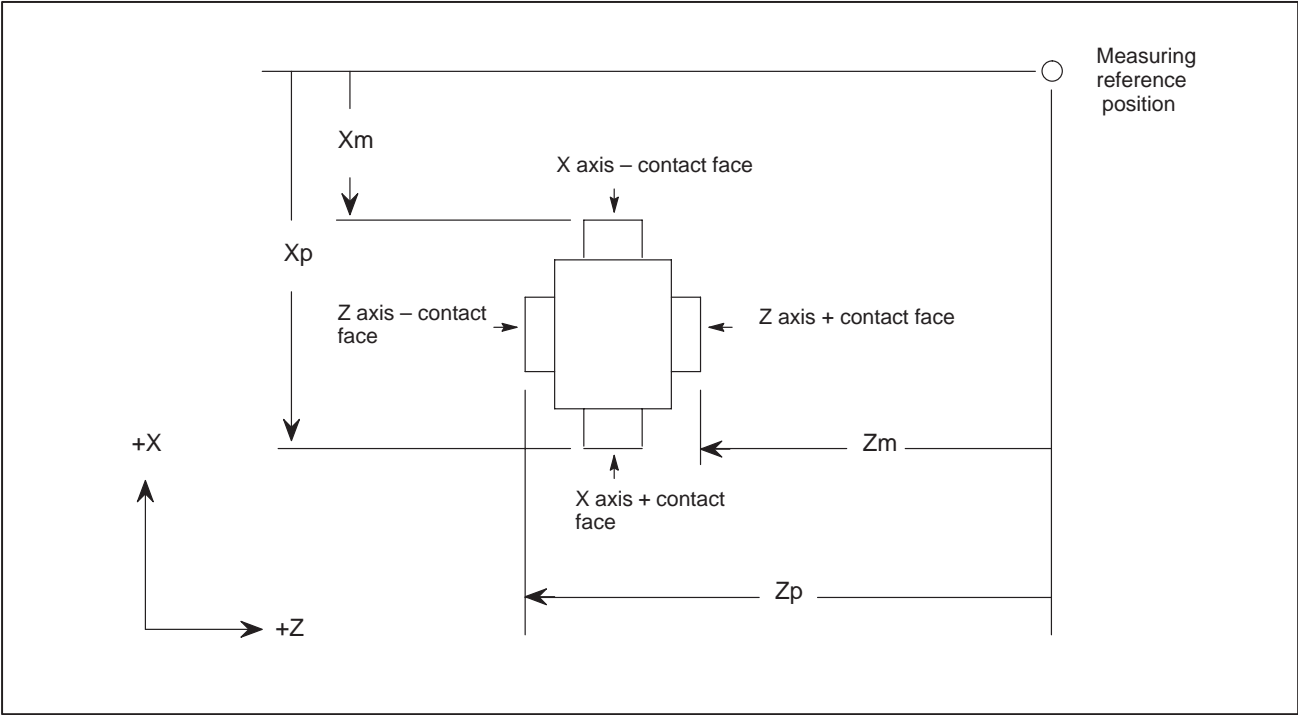 Measuring
reference
position
Xm
X axis – contact face
Xp
Z axis – contact
face
Z axis + contact face
+X
Zm
X axis + contact
face
Zp
+Z